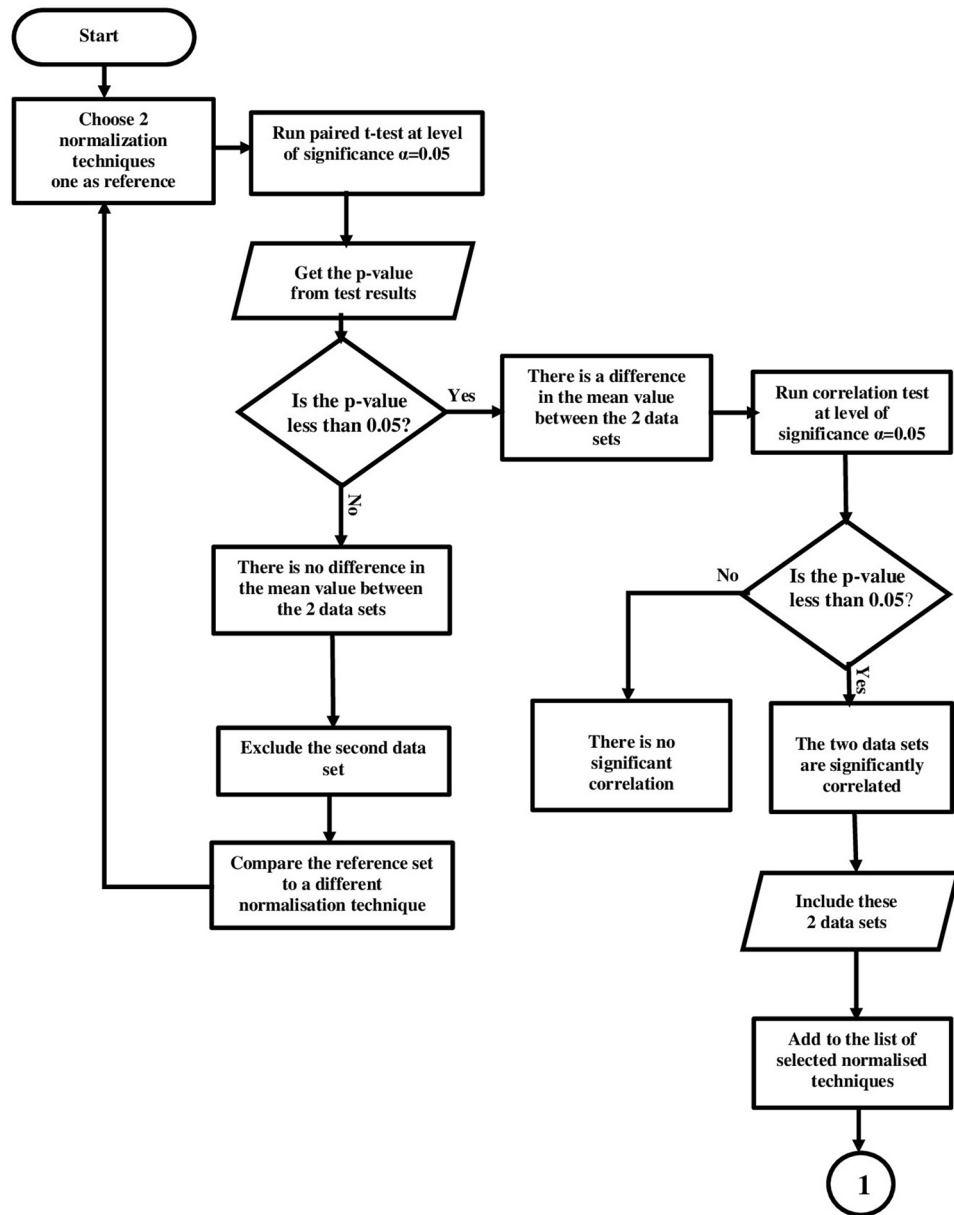 Start
Choose 2
normalization
techniques
one as reference
Run paired t-test at level
of significance α=0.05
Get the p-value
from test results
Is the p-value
less than 0.05?
Yes
There is a difference
in the mean value
between the 2 data
sets
Run correlation test
at level of
significance α=0.05
No
There is no difference in
the mean value between
the 2 data sets
No
Is the p-value
less than 0.05?
Yes
Exclude the second data
set
There is no
significant
correlation
The two data sets
are significantly
correlated
Compare the reference set
to a different
normalisation technique
Include these
2 data sets
Add to the list of
selected normalised
techniques
1